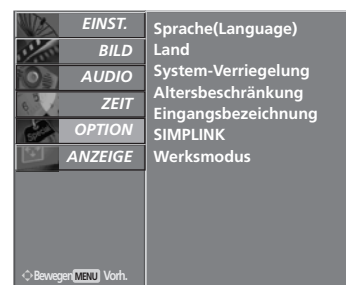 EINST.
BILD
AUDIO
ZEIT
OPTION
ANZEIGE
Sprache(Language)
Land
System-Verriegelung
Altersbeschränkung
Eingangsbezeichnung
SIMPLINK
Werksmodus
Bewegen MENU Vorh.